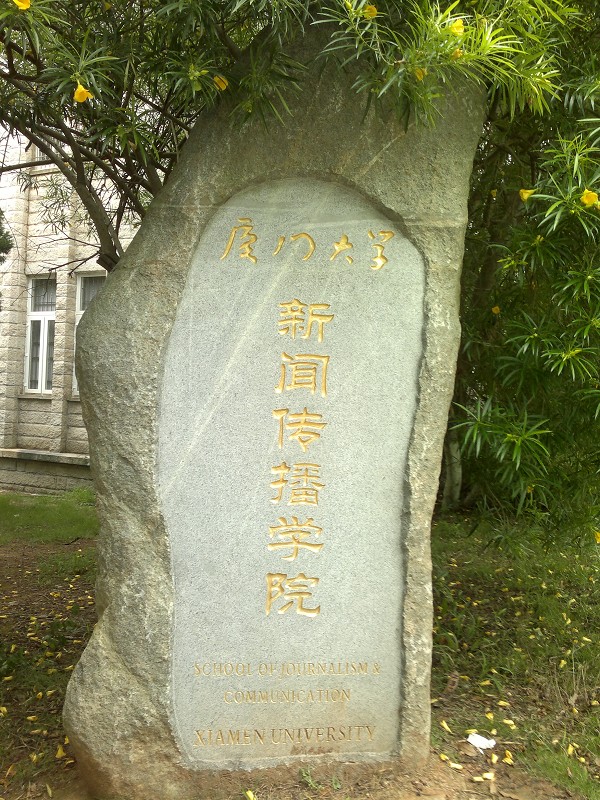 厦门大学
新闻传播学院
SCHOOL OF JOURNALISM &
COMMUNICATION
XIAMEN UNIVERSITY